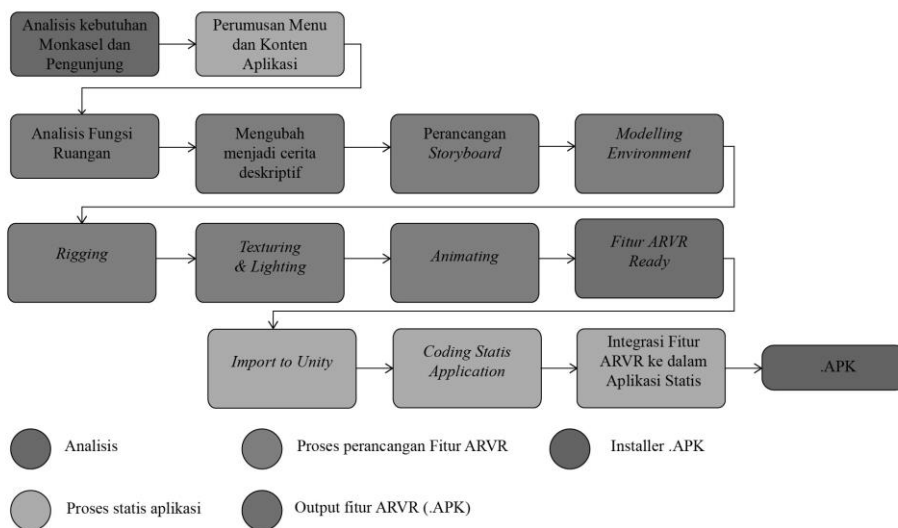 Analisis kebutuhan
Monkasel dan
Pengunjung
Perumusan Menu
dan Konten
Aplikasi
Analisis Fungsi
Ruangan
Mengubah
menjadi cerita
deskriptif
Perancangan
Storyboard
Modelling
Environment
Rigging
Texturing
& Lighting
Animating
Fitur ARVR
Ready
Import to Unity
Coding Statis
Application
Integrasi Fitur
ARVR ke dalam
Aplikasi Statis
.APK
Analisis
Proses perancangan Fitur ARVR
Installer .APK
Proses statis aplikasi
Output fitur ARVR (.APK)